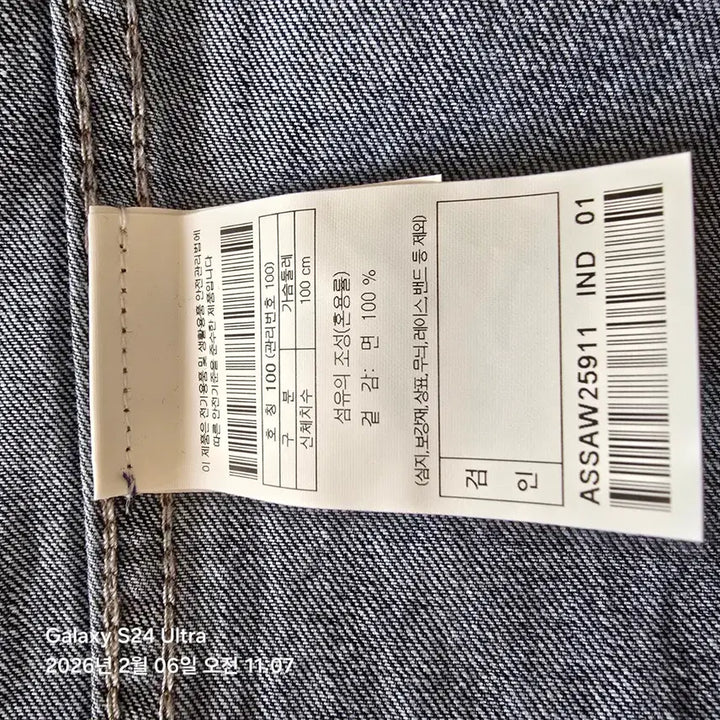 이 제품은 전기용품 및 생활용품 안전관리법에
따른 안전기준을 준수한 제품입니다
호 칭 100 (관리번호 100)
구 분 가슴둘레
신체치수 100 cm
섬유의 조성(혼용률)
겉 감: 면 100 %
(심지,보강재,상표,무늬,레이스,밴드 등 제외)
검 인
ASSAW25911 IND 01
Galaxy S24 Ultra
2026년 2월 06일 오전 11:07